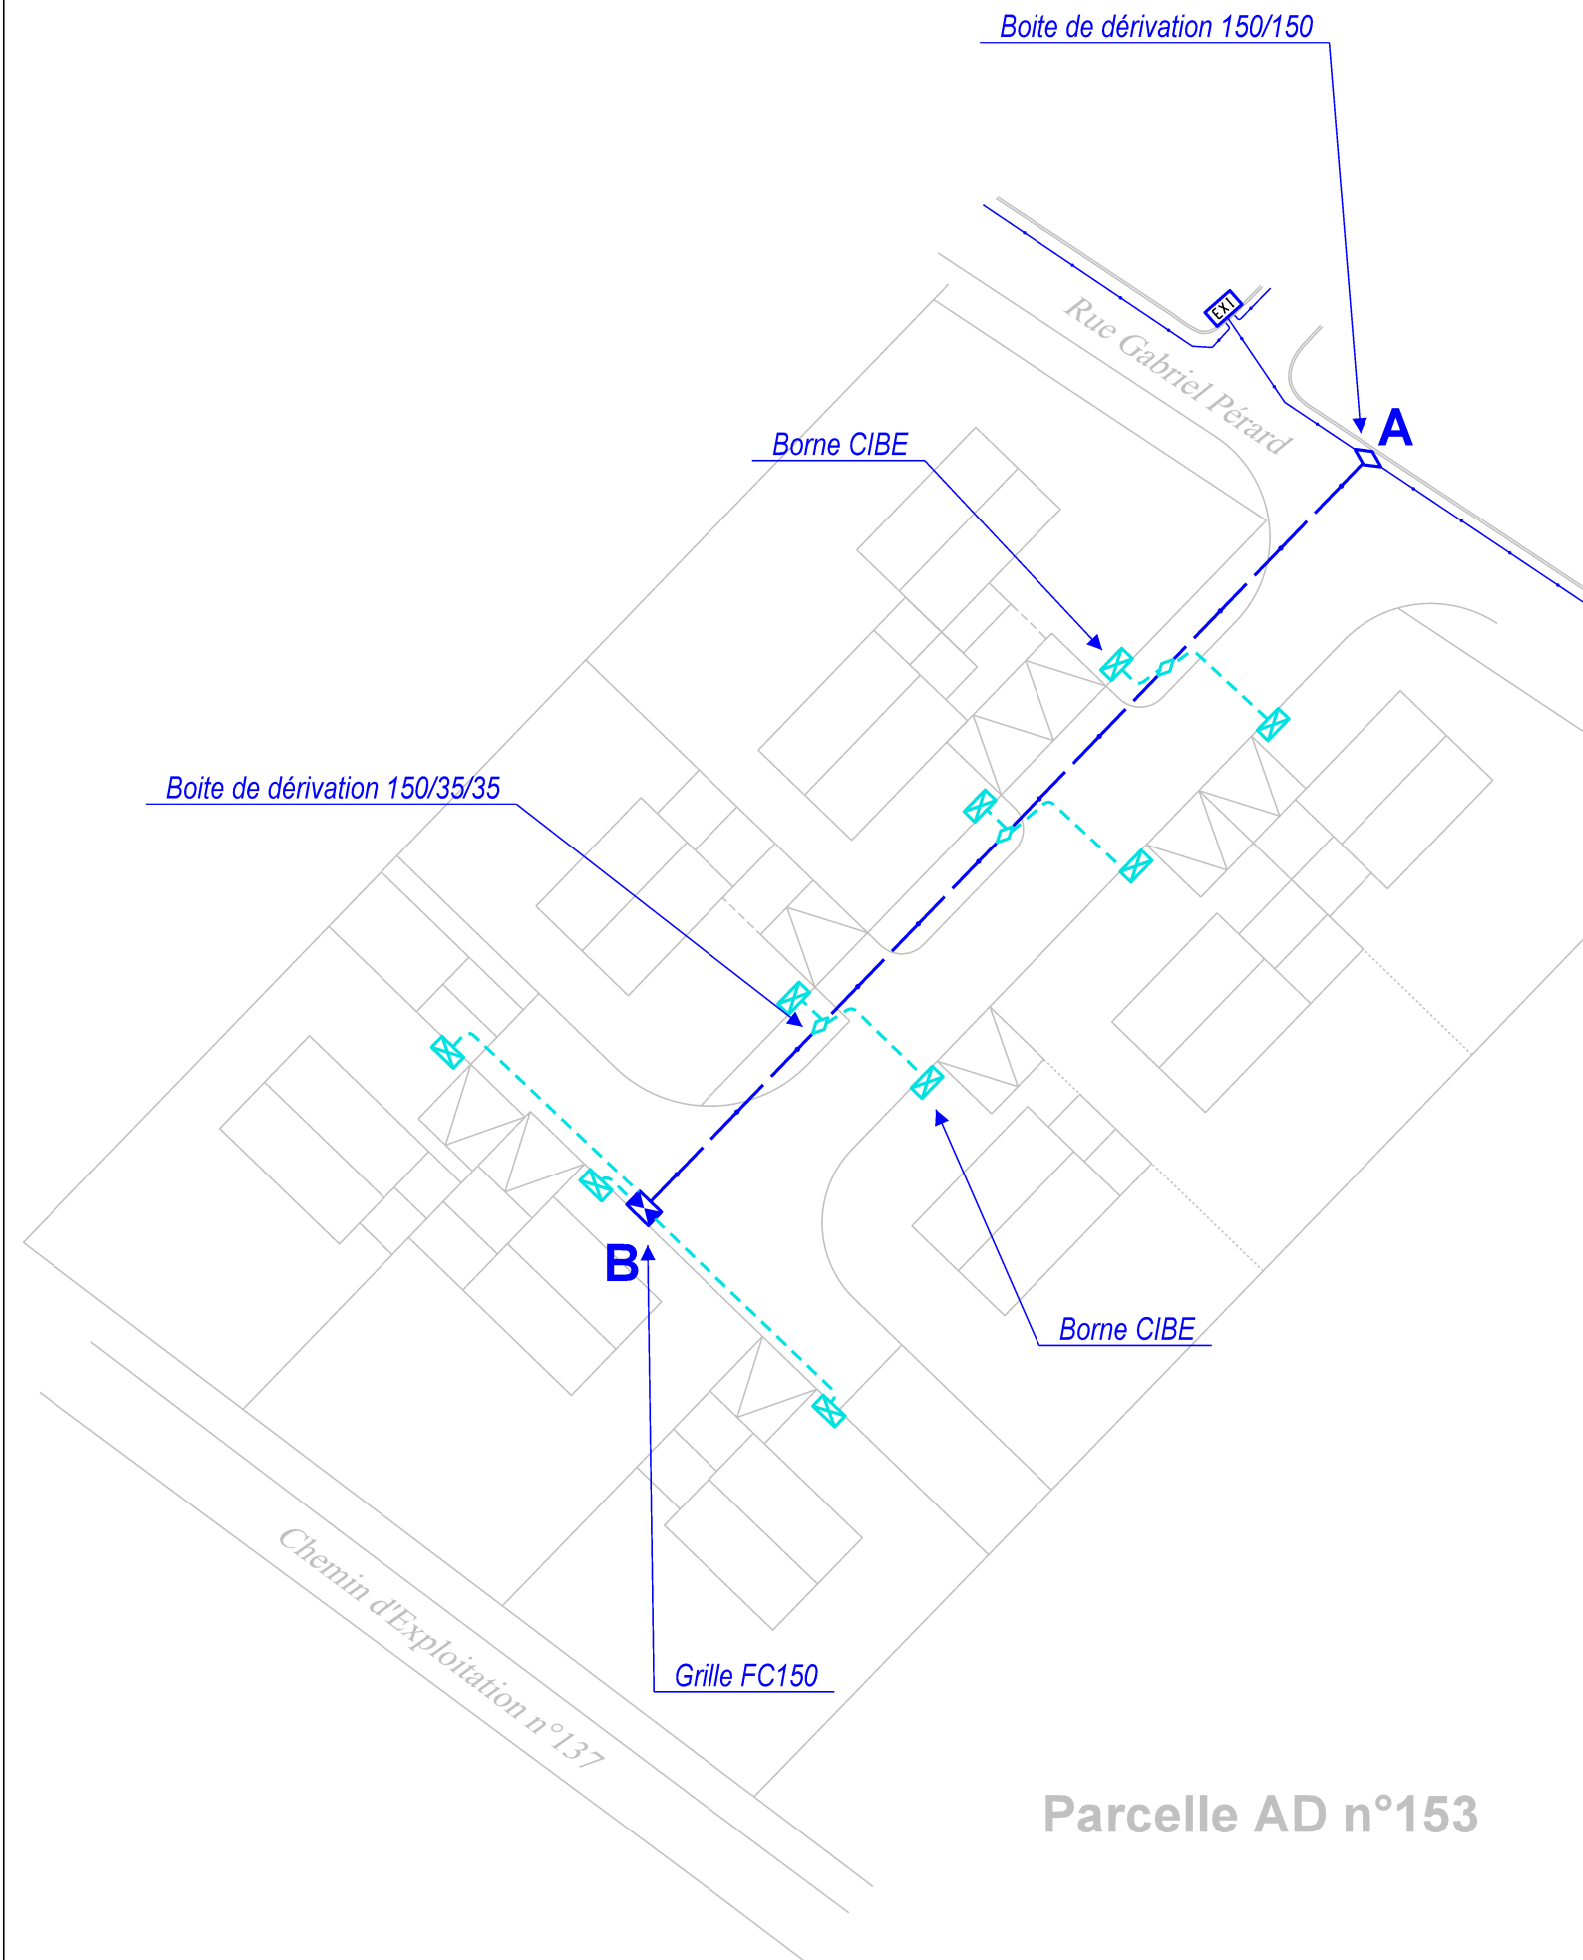 Boite de dérivation 150/150
EXI
Rue Gabriel Pérard
A
Borne CIBE
Boite de dérivation 150/35/35
B
Borne CIBE
Grille FC150
Chemin d'Exploitation n°137
Parcelle AD n°153